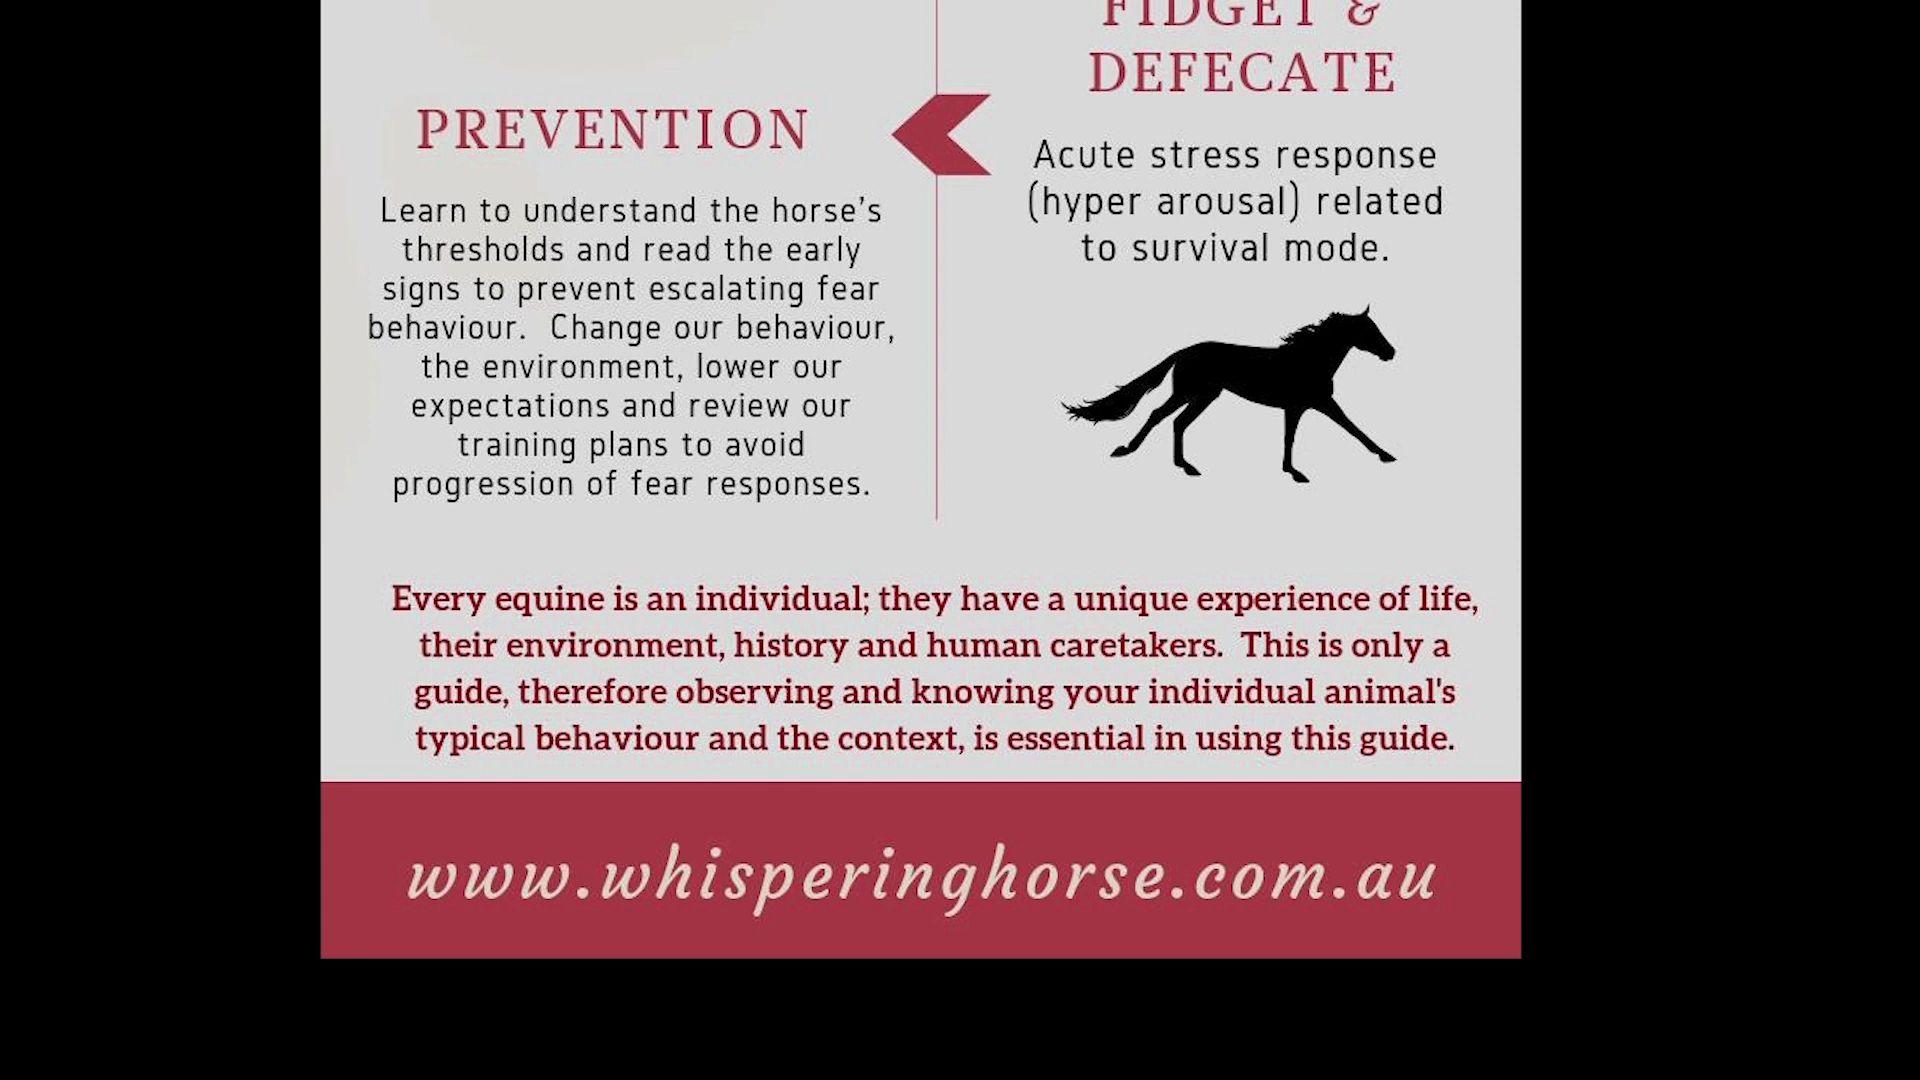 FIDGET &
DEFECATE
Acute stress response
(hyper arousal) related
to survival mode.
PREVENTION
Learn to understand the horse's
thresholds and read the early
signs to prevent escalating fear
behaviour.  Change our behaviour,
the environment, lower our
expectations and review our
training plans to avoid
progression of fear responses.
Every equine is an individual; they have a unique experience of life,
their environment, history and human caretakers.  This is only a
guide, therefore observing and knowing your individual animal's
typical behaviour and the context, is essential in using this guide.
www.whisperinghorse.com.au